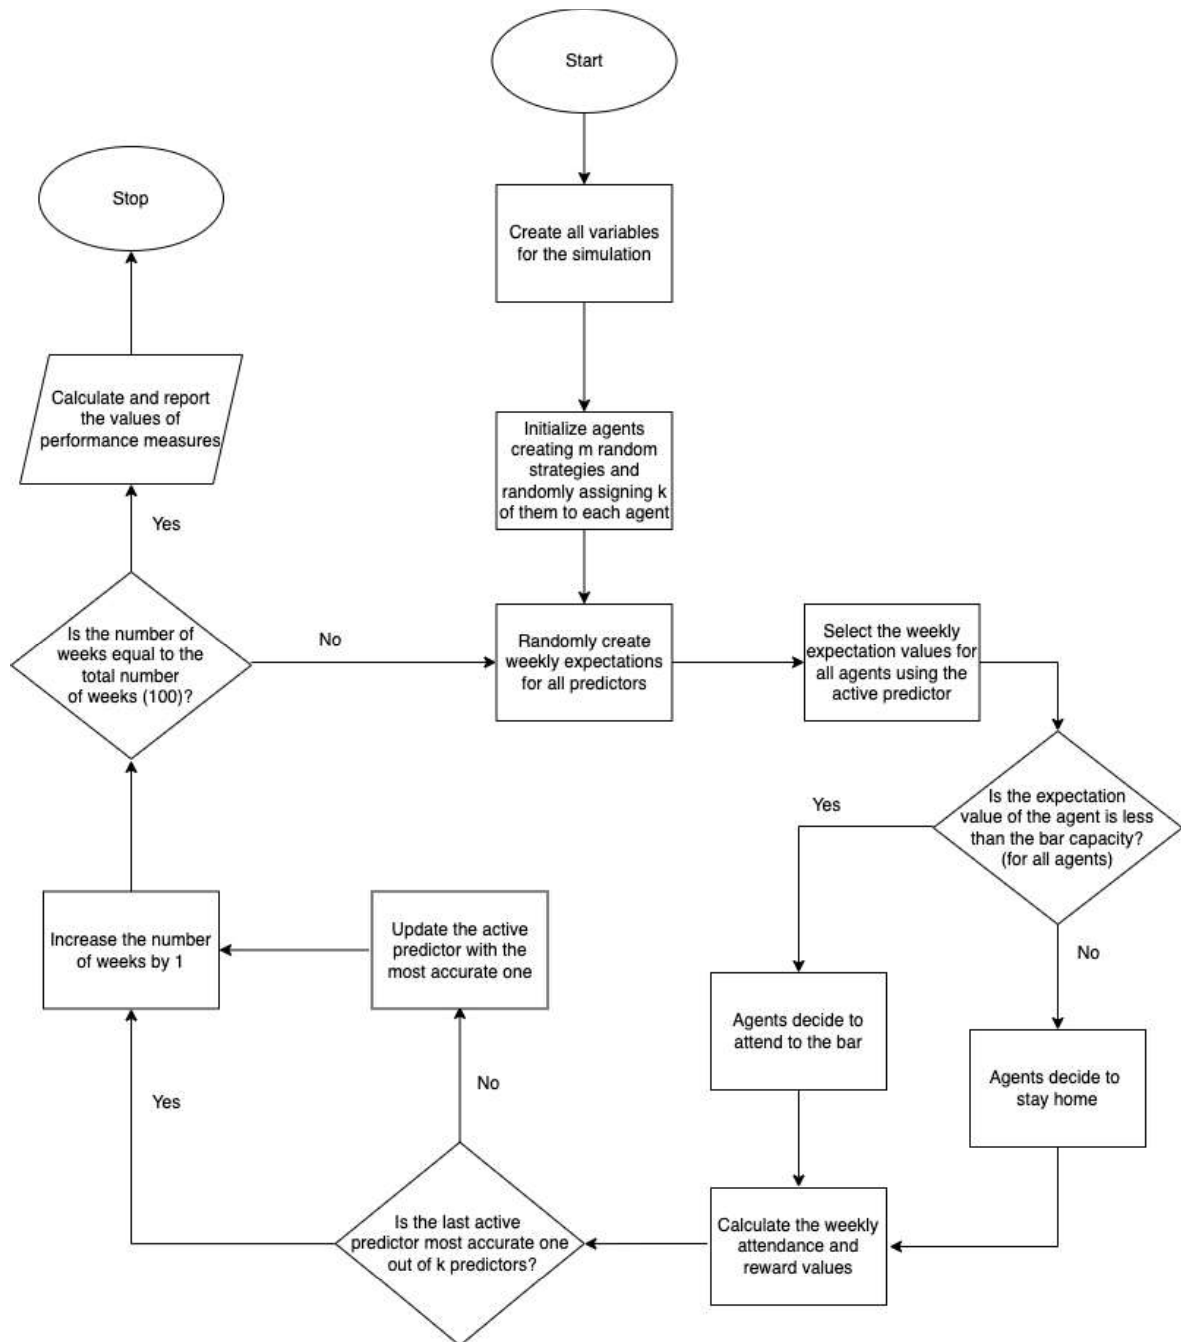 Start
Create all variables
for the simulation
Initialize agents
creating m random
strategies and
randomly assigning k
of them to each agent
Randomly create
weekly expectations
for all predictors
Select the weekly
expectation values for
all agents using the
active predictor
Is the expectation
value of the agent is less
than the bar capacity?
(for all agents)
Yes
No
Agents decide to
attend to the bar
Agents decide to
stay home
Calculate the weekly
attendance and
reward values
Is the last active
predictor most accurate one
out of k predictors?
No
Yes
Update the active
predictor with the
most accurate one
Increase the number
of weeks by 1
Is the number of
weeks equal to the
total number
of weeks (100)?
No
Yes
Calculate and report
the values of
performance measures
Stop